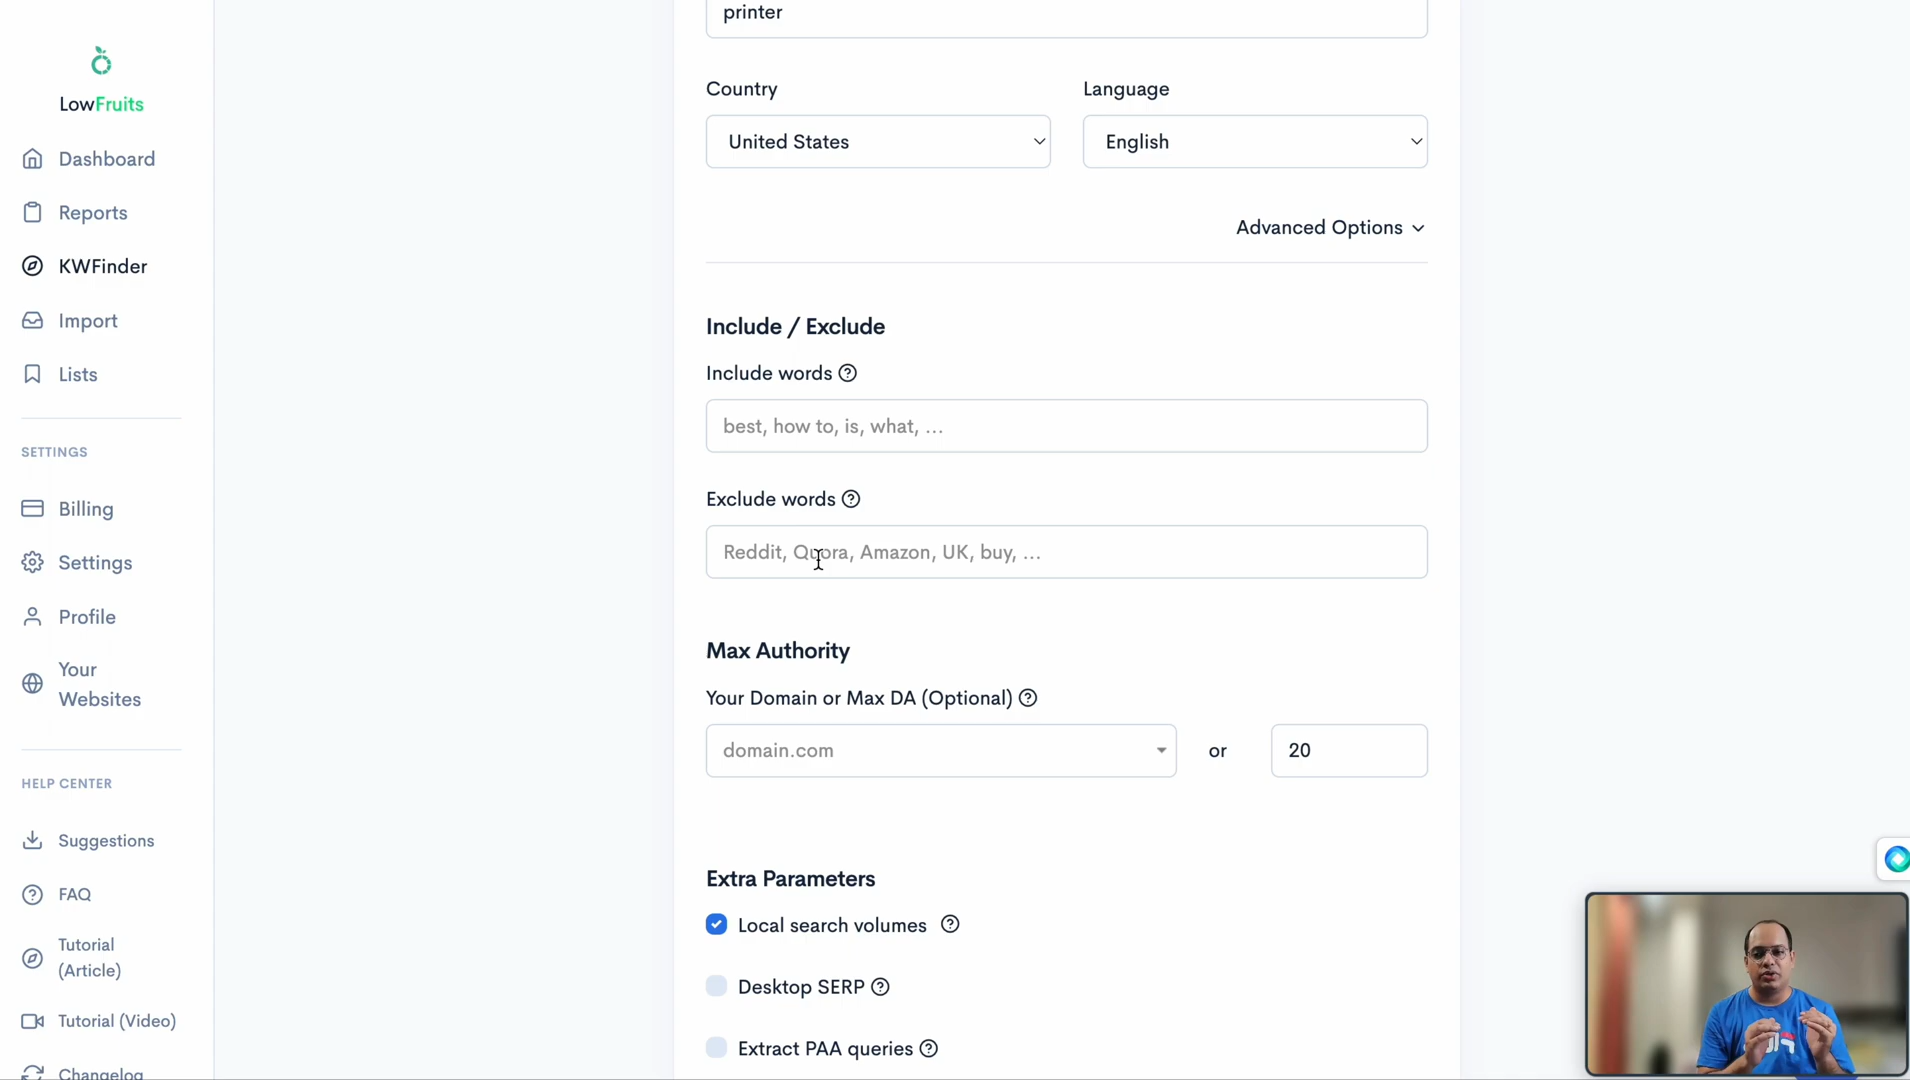 LowFruits
Dashboard
Reports
KWFinder
Import
Lists
SETTINGS
Billing
Settings
Profile
Your
Websites
HELP CENTER
Suggestions
FAQ
Tutorial
(Article)
Tutorial (Video)
Changelog
printer
Country
Language
United States
English
Advanced Options
Include / Exclude
Include words
best, how to, is, what, ...
Exclude words
Reddit, Quora, Amazon, UK, buy, ...
Max Authority
Your Domain or Max DA (Optional)
domain.com
or
20
Extra Parameters
Local search volumes
Desktop SERP
Extract PAA queries